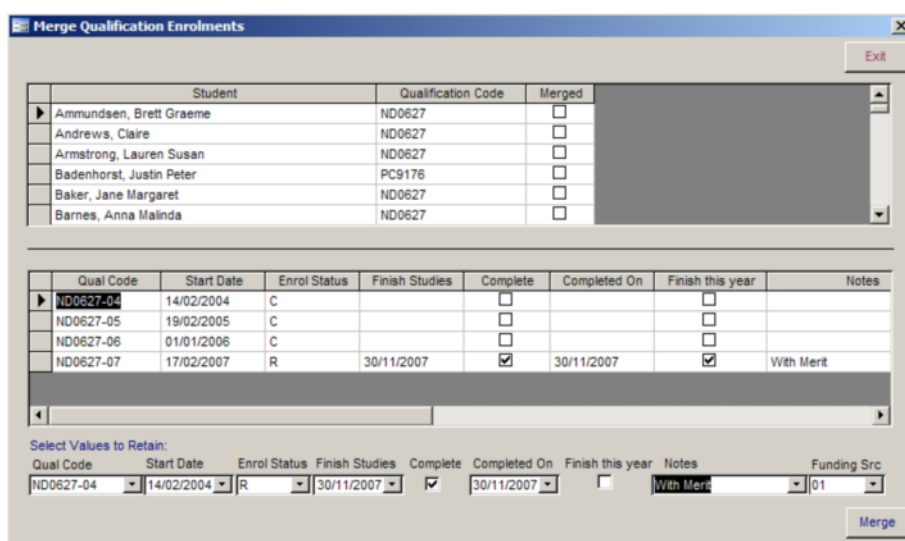 Merge Qualification Enrolments
Exit
Student Qualification Code Merged
Ammundsen, Brett Graeme ND0627
Andrews, Claire ND0627
Armstrong, Lauren Susan ND0627
Badenhorst, Justin Peter PC9176
Baker, Jane Margaret ND0627
Barnes, Anna Malinda ND0627
Qual Code Start Date Enrol Status Finish Studies Complete Completed On Finish this year Notes
ND0627-04 14/02/2004 C
ND0627-05 19/02/2005 C
ND0627-06 01/01/2006 C
ND0627-07 17/02/2007 R 30/11/2007 30/11/2007 With Merit
Select Values to Retain:
Qual Code Start Date Enrol Status Finish Studies Complete Completed On Finish this year Notes Funding Src
ND0627-04 14/02/2004 R 30/11/2007 30/11/2007 With Merit 01
Merge